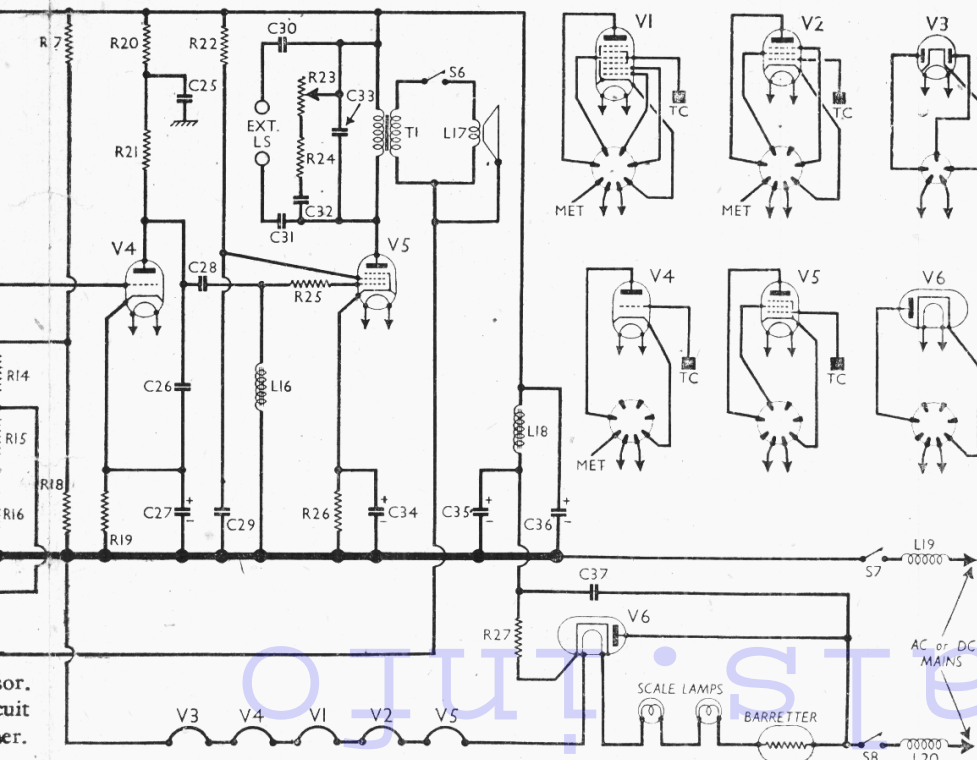 R7
R20
R22
C30
R23
C33
S6
V1
V2
V3
C25
EXT.
LS
T1
L17
TC
TC
R21
R24
C32
MET
MET
C31
V4
C28
V5
R25
V4
V5
V6
R14
C26
L16
TC
TC
R15
L18
MET
R18
R16
C27
+
−
C29
R26
+
−
C34
C35
+
−
C36
+
−
R19
L19
S7
C37
R27
V6
AC or DC
MAINS
sor.
cuit
er.
SCALE LAMPS
BARRETTER
V3
V4
V1
V2
V5
S8
L20